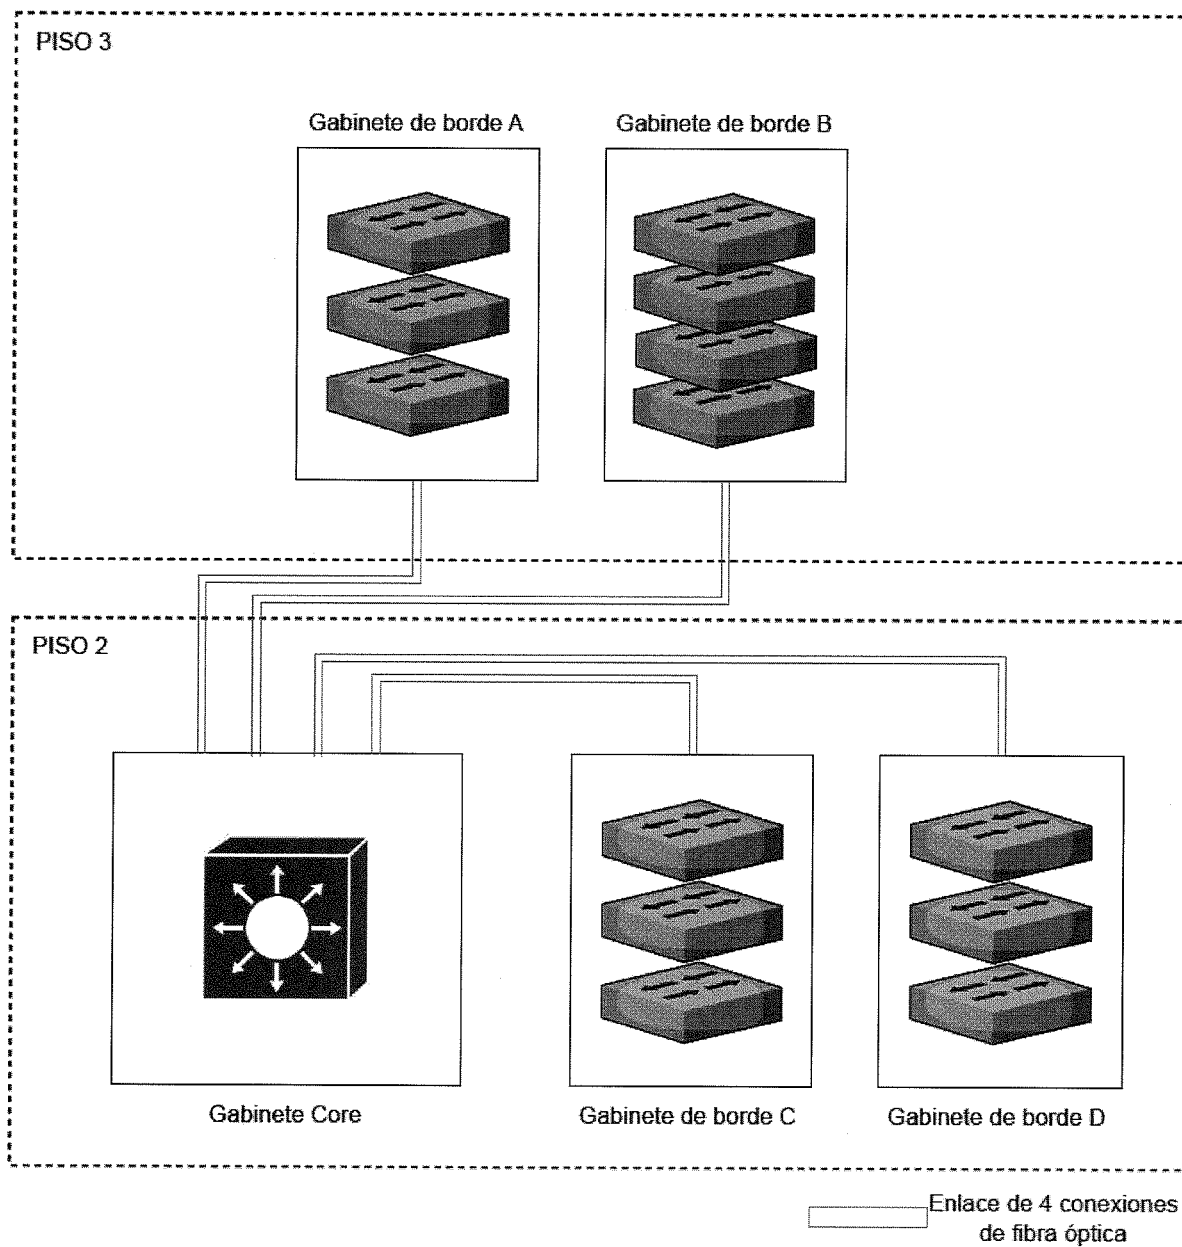 PISO 3
Gabinete de borde A
Gabinete de borde B
PISO 2
Gabinete Core
Gabinete de borde C
Gabinete de borde D
Enlace de 4 conexiones
de fibra óptica